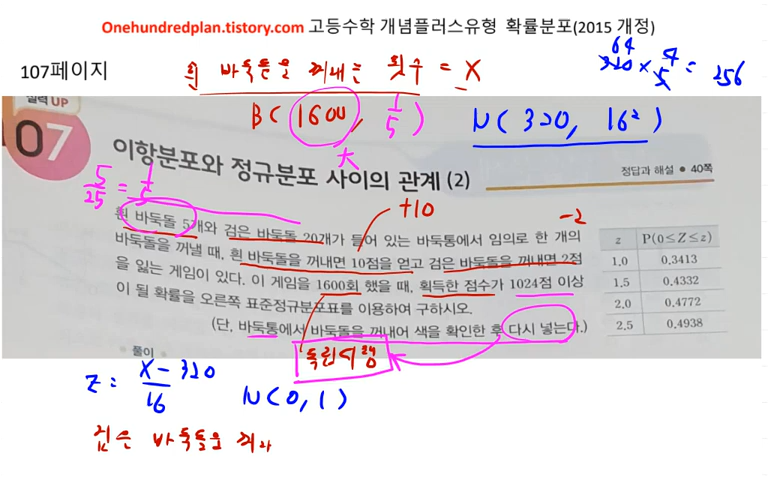 Onehundredplan.tistory.com 고등수학 개념플러스유형 확률분포(2015 개정)
107페이지
흰 바둑돌을 꺼내는 횟수 = X
64
320 × 4/5 = 256
B( 1600, 1/5 )
N( 320, 16² )
실력 UP
07
大
이항분포와 정규분포 사이의 관계 (2)
정답과 해설 • 40쪽
5/25 = 1/5
+10
-2
흰 바둑돌 5개와 검은 바둑돌 20개가 들어 있는 바둑통에서 임의로 한 개의
바둑돌을 꺼낼 때, 흰 바둑돌을 꺼내면 10점을 얻고 검은 바둑돌을 꺼내면 2점
을 잃는 게임이 있다. 이 게임을 1600회 했을 때, 획득한 점수가 1024점 이상
이 될 확률을 오른쪽 표준정규분포표를 이용하여 구하시오.
(단, 바둑통에서 바둑돌을 꺼내어 색을 확인한 후 다시 넣는다.)
z P(0≤Z≤z)
1.0 0.3413
1.5 0.4332
2.0 0.4772
2.5 0.4938
• 풀이
독립시행
Z = X - 320 / 16
N( 0, 1 )
검은 바둑돌을 꺼내